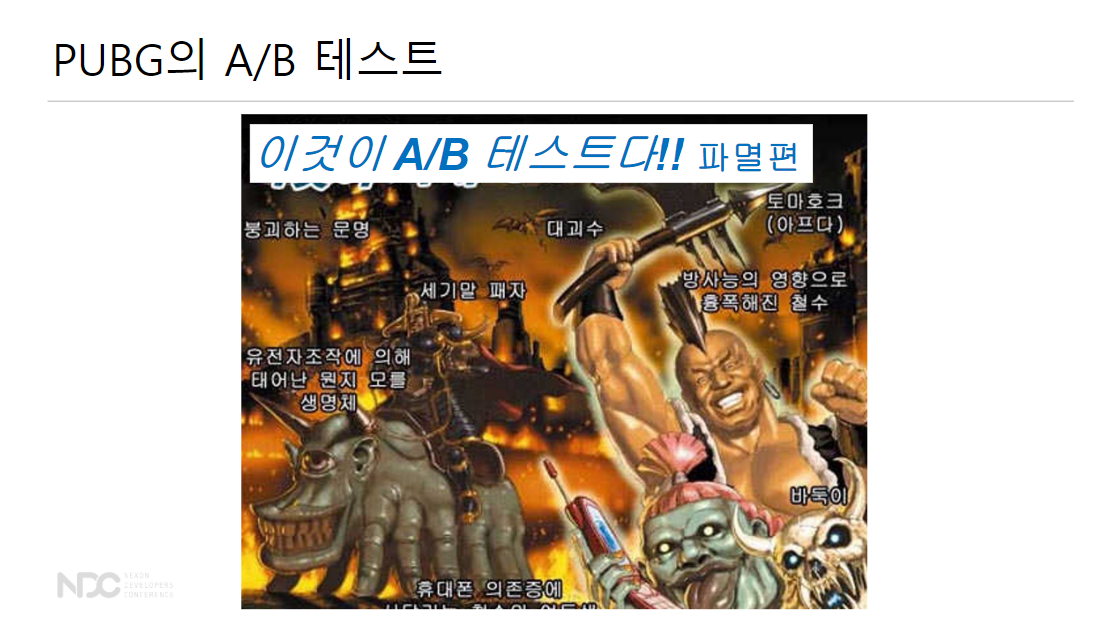 PUBG의 A/B 테스트
이것이 A/B 테스트다!! 파멸편
토마호크
(아프다)
붕괴하는 문명
대괴수
방사능의 영향으로
흉폭해진 철수
세기말 패자
유전자조작에 의해
태어난 뭔지 모를
생명체
바둑이
휴대폰 의존증에
NDC NEXON
DEVELOPERS
CONFERENCE